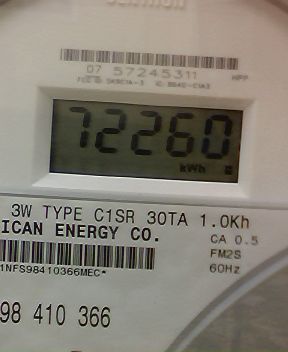 07 57245311 HPP
72260
kWh
3W TYPE C1SR 30TA 1.0Kh
ICAN ENERGY CO.
CA 0.5
FM2S
60Hz
1NFS98410366MEC*
98 410 366